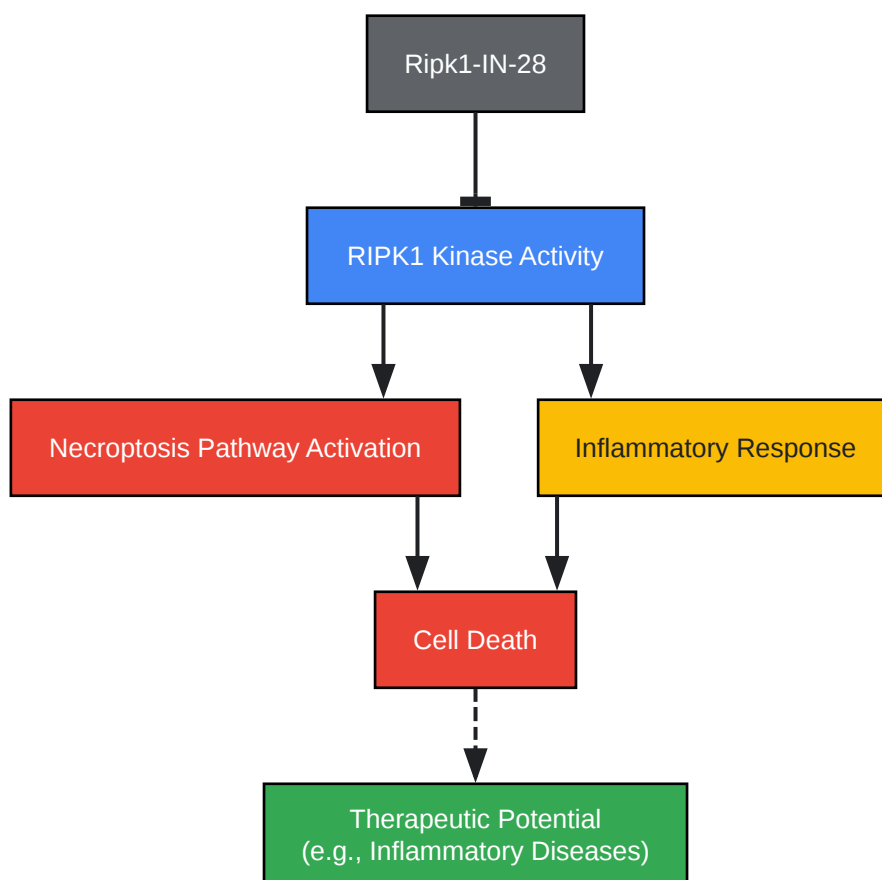 Ripk1-IN-28
RIPK1 Kinase Activity
Necroptosis Pathway Activation
Inflammatory Response
Cell Death
Therapeutic Potential
(e.g., Inflammatory Diseases)